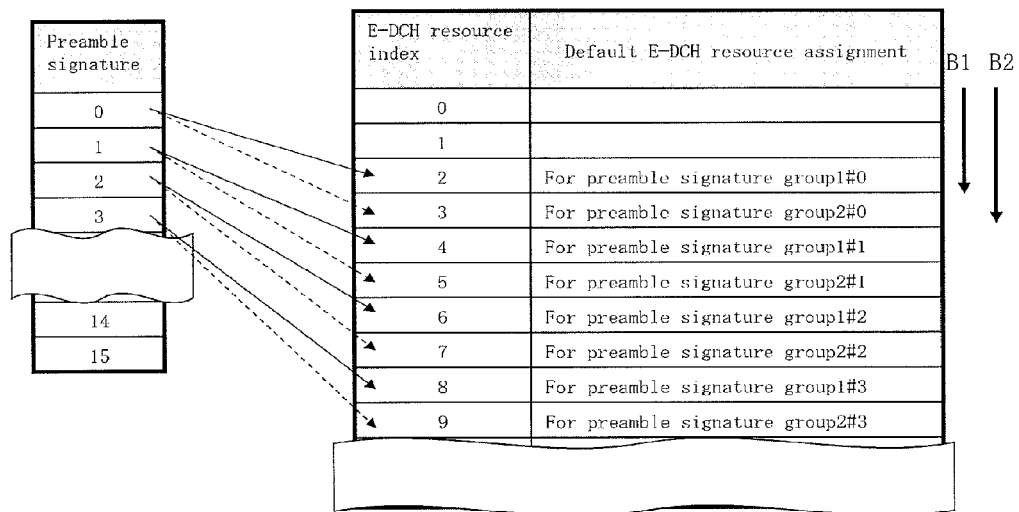 Preamble
signature
0
1
2
3
14
15
E-DCH resource
index
Default E-DCH resource assignment
0
1
2 For preamble signature group1#0
3 For preamble signature group2#0
4 For preamble signature group1#1
5 For preamble signature group2#1
6 For preamble signature group1#2
7 For preamble signature group2#2
8 For preamble signature group1#3
9 For preamble signature group2#3
B1 B2